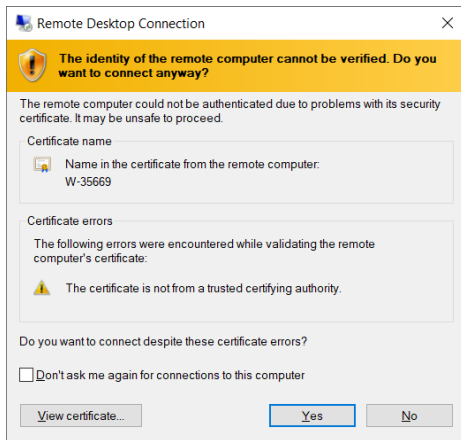 Remote Desktop Connection
The identity of the remote computer cannot be verified. Do you
want to connect anyway?
The remote computer could not be authenticated due to problems with its security
certificate. It may be unsafe to proceed.
Certificate name
Name in the certificate from the remote computer:
W-35669
Certificate errors
The following errors were encountered while validating the remote
computer's certificate:
The certificate is not from a trusted certifying authority.
Do you want to connect despite these certificate errors?
Don't ask me again for connections to this computer
View certificate...
Yes
No